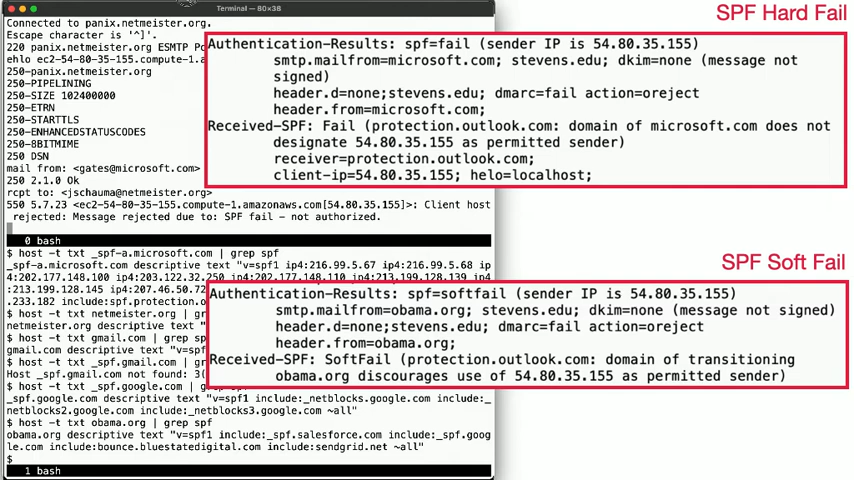 Terminal — 80×38
SPF Hard Fail
Connected to panix.netmeister.org.
Escape character is '^]'.
220 panix.netmeister.org ESMTP Po
ehlo ec2-54-80-35-155.compute-1.a
250-panix.netmeister.org
250-PIPELINING
250-SIZE 102400000
250-ETRN
250-STARTTLS
250-ENHANCEDSTATUSCODES
250-8BITMIME
250 DSN
mail from: <gates@microsoft.com>
250 2.1.0 Ok
rcpt to: <jschauma@netmeister.org>
550 5.7.23 <ec2-54-80-35-155.compute-1.amazonaws.com[54.80.35.155]>: Client host
rejected: Message rejected due to: SPF fail - not authorized.
0 bash
Authentication-Results: spf=fail (sender IP is 54.80.35.155)
smtp.mailfrom=microsoft.com; stevens.edu; dkim=none (message not
signed)
header.d=none;stevens.edu; dmarc=fail action=oreject
header.from=microsoft.com;
Received-SPF: Fail (protection.outlook.com: domain of microsoft.com does not
designate 54.80.35.155 as permitted sender)
receiver=protection.outlook.com;
client-ip=54.80.35.155; helo=localhost;
$ host -t txt _spf-a.microsoft.com | grep spf
_spf-a.microsoft.com descriptive text "v=spf1 ip4:216.99.5.67 ip4:216.99.5.68 ip
4:202.177.148.100 ip4:203.122.32.250 ip4:202.177.148.110 ip4:213.199.128.139 ip4
:213.199.128.145 ip4:207.46.50.72
.233.182 include:spf.protection.o
$ host -t txt netmeister.org | gr
netmeister.org descriptive text "
$ host -t txt gmail.com | grep sp
gmail.com descriptive text "v=spf
$ host -t txt _spf.gmail.com | gr
Host _spf.gmail.com not found: 3(
$ host -t txt _spf.google.com | grep spf
_spf.google.com descriptive text "v=spf1 include:_netblocks.google.com include:_
netblocks2.google.com include:_netblocks3.google.com ~all"
$ host -t txt obama.org | grep spf
obama.org descriptive text "v=spf1 include:_spf.salesforce.com include:_spf.goog
le.com include:bounce.bluestatedigital.com include:sendgrid.net ~all"
$
1 bash
SPF Soft Fail
Authentication-Results: spf=softfail (sender IP is 54.80.35.155)
smtp.mailfrom=obama.org; stevens.edu; dkim=none (message not signed)
header.d=none;stevens.edu; dmarc=fail action=oreject
header.from=obama.org;
Received-SPF: SoftFail (protection.outlook.com: domain of transitioning
obama.org discourages use of 54.80.35.155 as permitted sender)